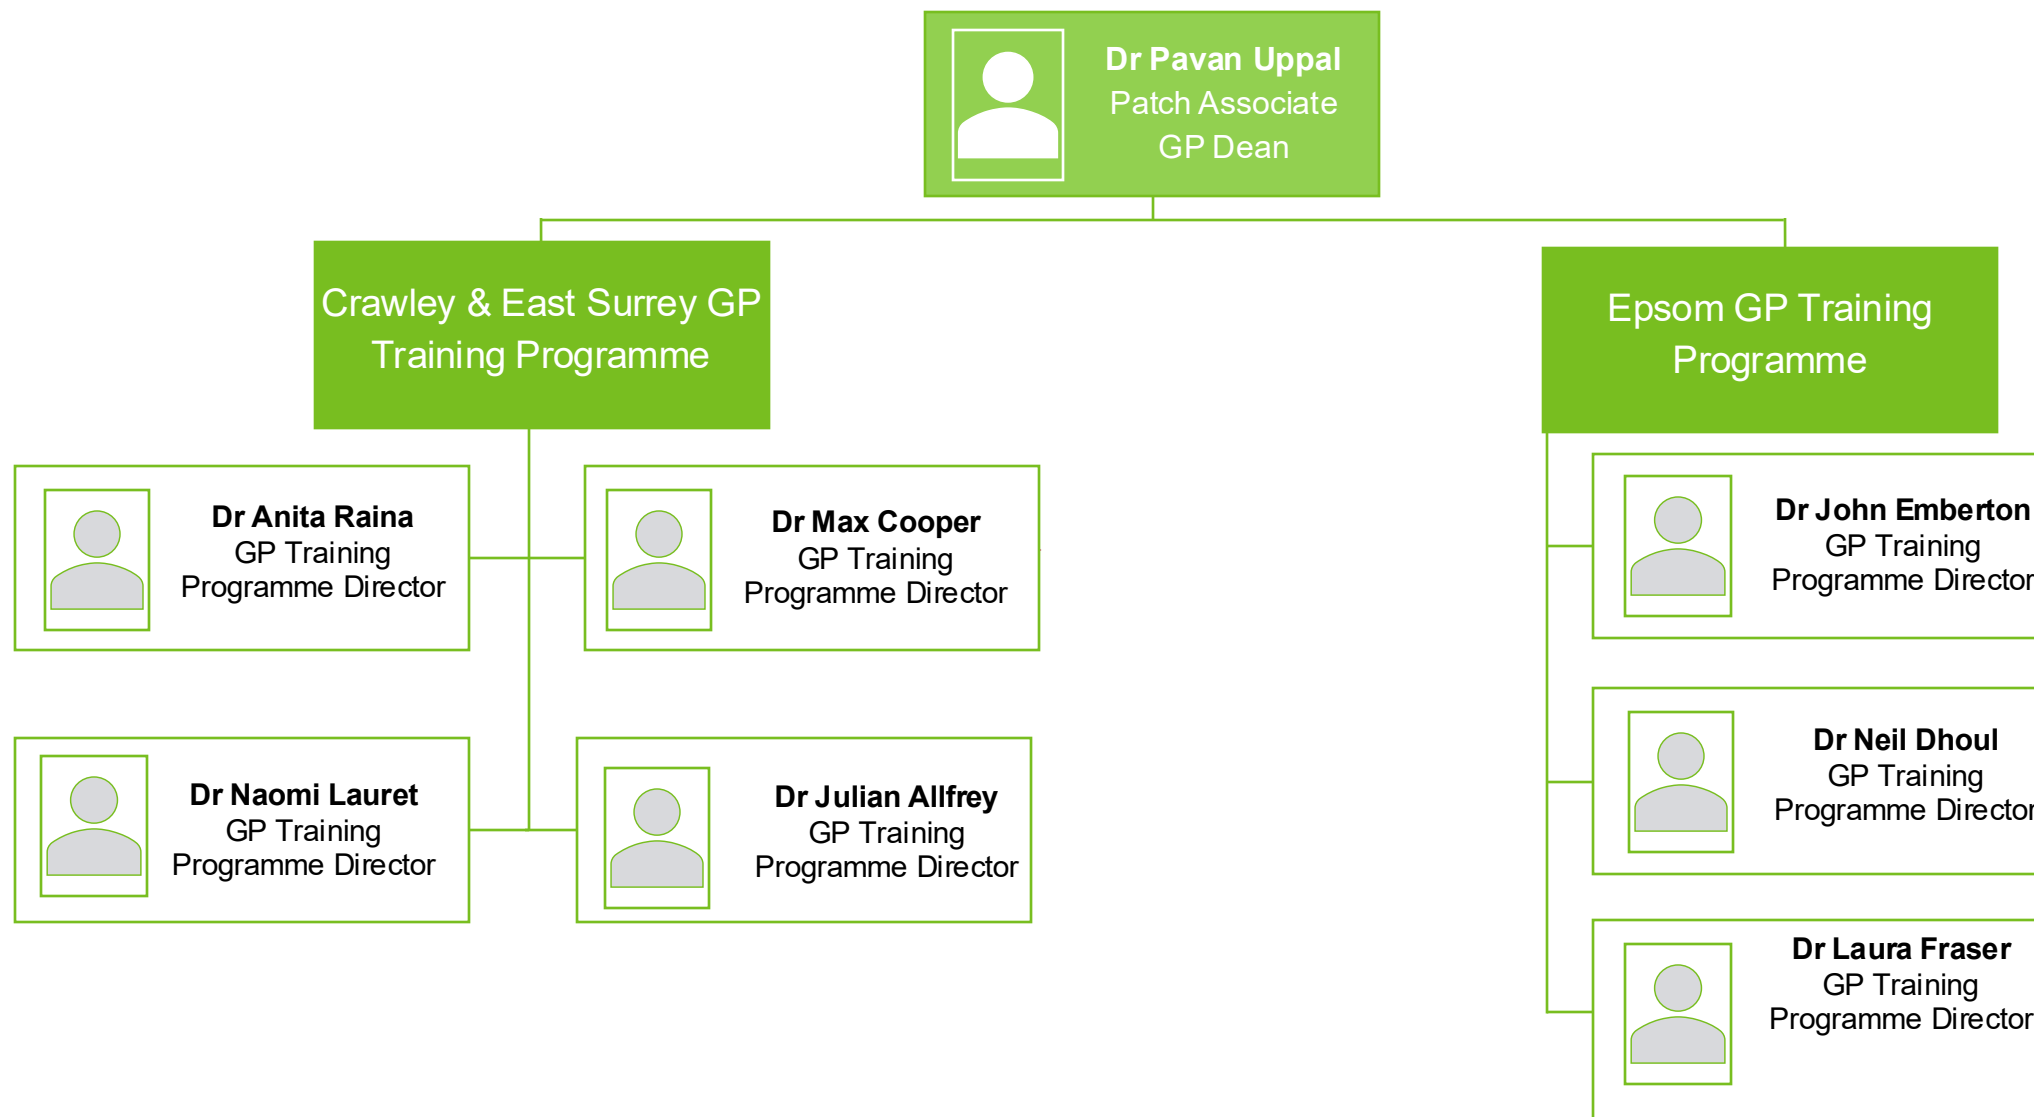 Dr Pavan Uppal
Patch Associate
GP Dean
Crawley & East Surrey GP
Training Programme
Epsom GP Training
Programme
Dr Anita Raina
GP Training
Programme Director
Dr Max Cooper
GP Training
Programme Director
Dr John Emberton
GP Training
Programme Director
Dr Naomi Lauret
GP Training
Programme Director
Dr Julian Allfrey
GP Training
Programme Director
Dr Neil Dhoul
GP Training
Programme Director
Dr Laura Fraser
GP Training
Programme Director